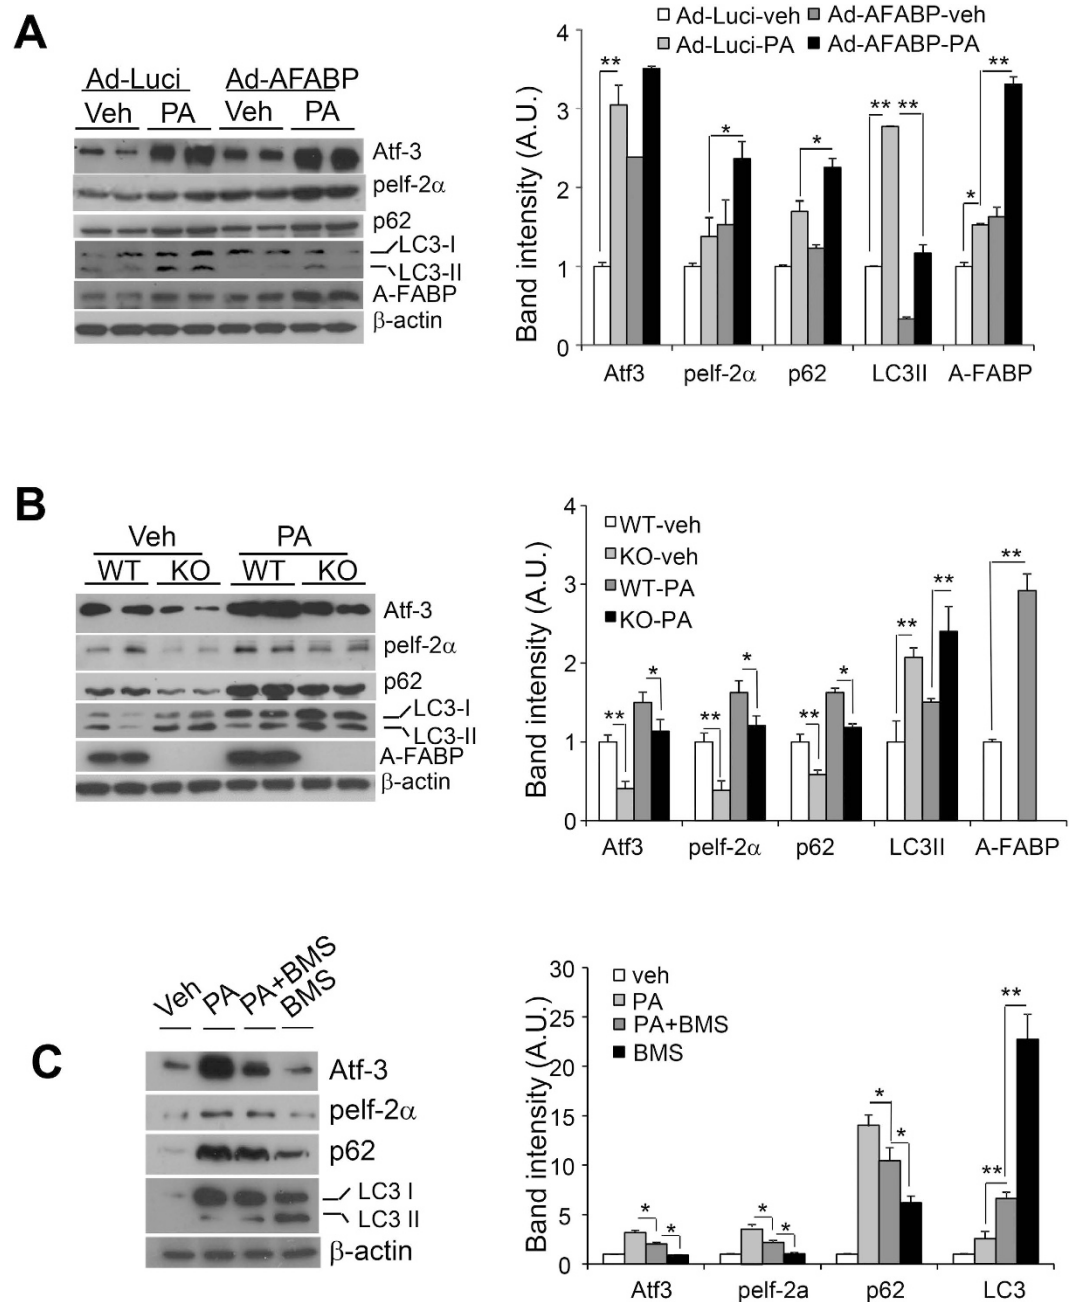 A
Ad-Luci Ad-AFABP
Veh PA Veh PA
Atf-3
pelf-2α
p62
LC3-I
LC3-II
A-FABP
β-actin
Ad-Luci-veh Ad-AFABP-veh
Ad-Luci-PA Ad-AFABP-PA
Band intensity (A.U.)
4
3
2
1
0
** * * ** ** * **
Atf3 pelf-2α p62 LC3II A-FABP
B
Veh PA
WT KO WT KO
Atf-3
pelf-2α
p62
LC3-I
LC3-II
A-FABP
β-actin
WT-veh
KO-veh
WT-PA
KO-PA
Band intensity (A.U.)
4
3
2
1
0
** * ** * ** * ** ** **
Atf3 pelf-2α p62 LC3II A-FABP
C
Veh PA PA+BMS BMS
Atf-3
pelf-2α
p62
LC3 I
LC3 II
β-actin
veh
PA
PA+BMS
BMS
Band intensity (A.U.)
30
25
20
15
10
5
0
* * * * * * ** **
Atf3 pelf-2a p62 LC3